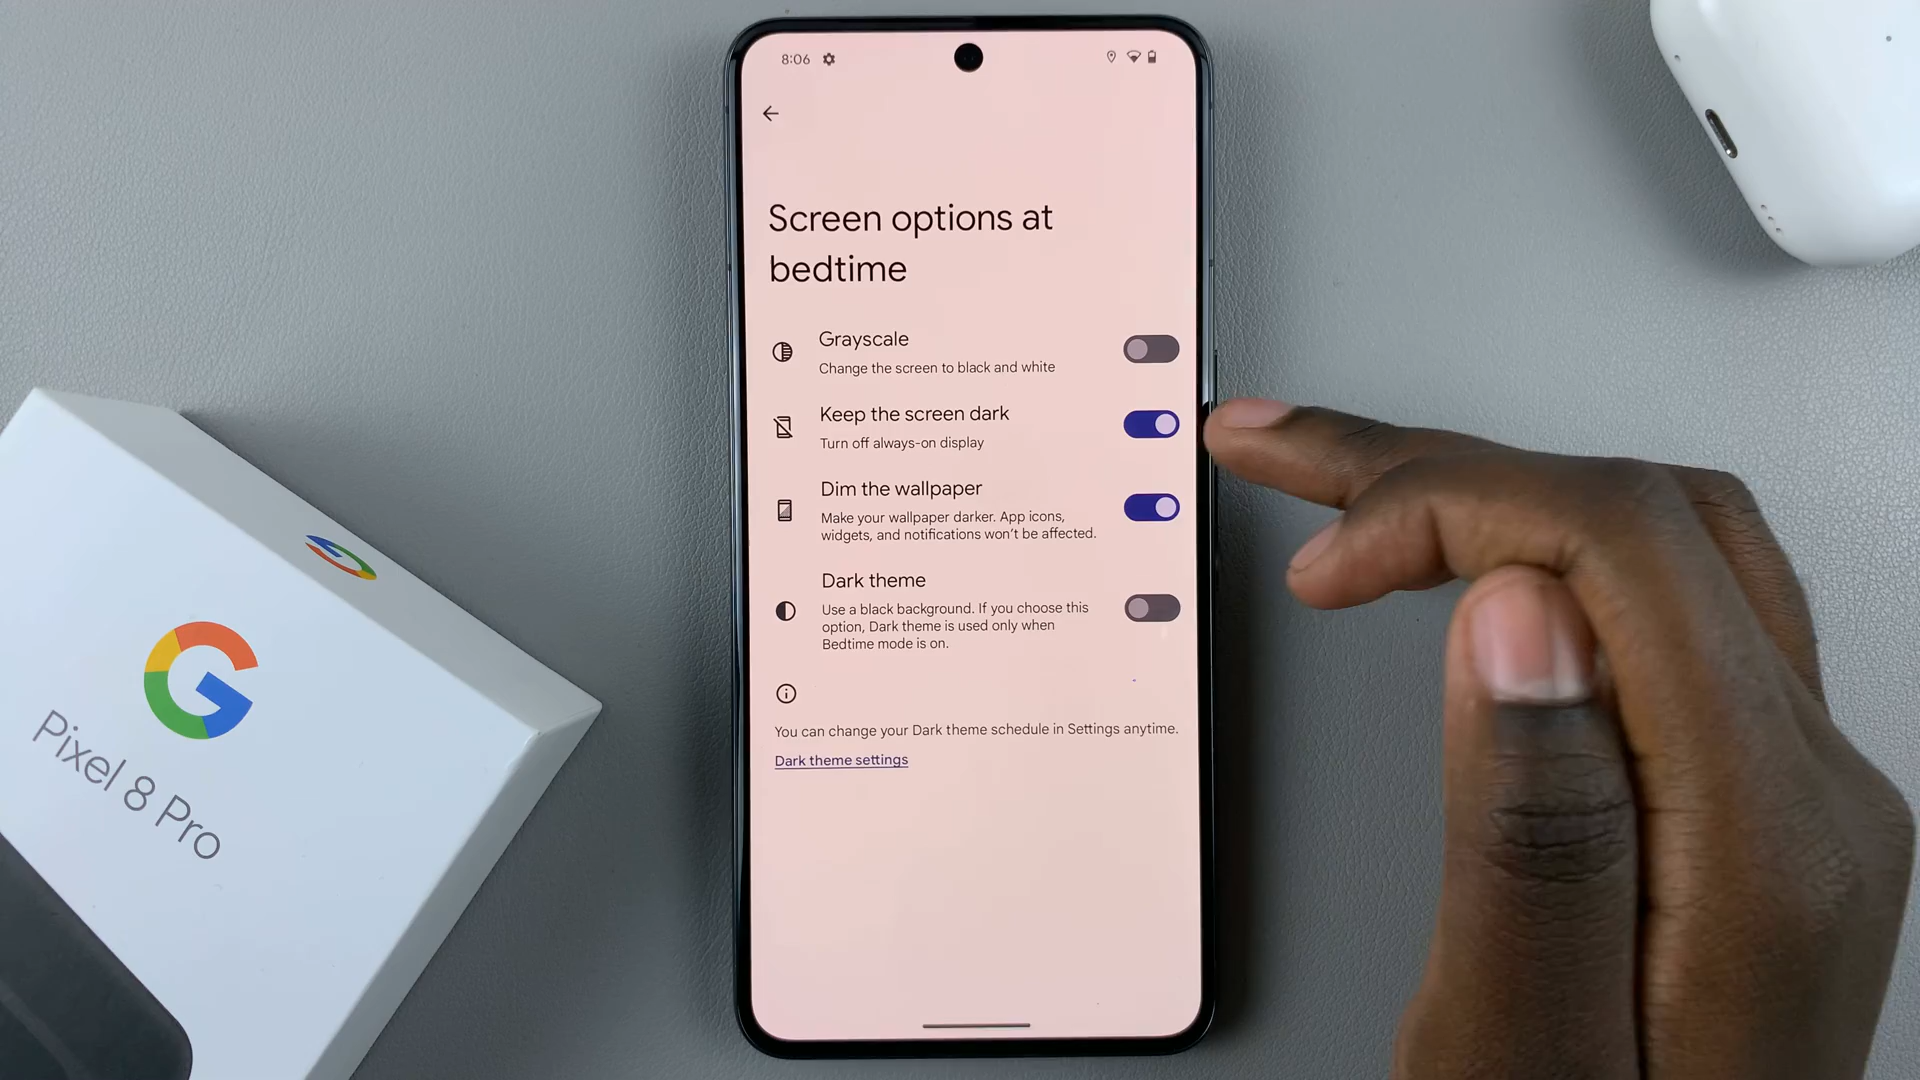 8:06
Screen options at
bedtime
Grayscale
Change the screen to black and white
Keep the screen dark
Turn off always-on display
Dim the wallpaper
Make your wallpaper darker. App icons,
widgets, and notifications won't be affected.
Dark theme
Use a black background. If you choose this
option, Dark theme is used only when
Bedtime mode is on.
You can change your Dark theme schedule in Settings anytime.
Dark theme settings
G
Pixel 8 Pro